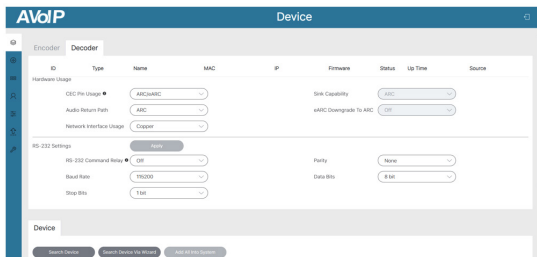 AVoIP
Device
Encoder Decoder
ID Type Name MAC IP Firmware Status Up Time Source
Hardware Usage
CEC Pin Usage ARC/eARC Sink Capability ARC
Audio Return Path ARC eARC Downgrade To ARC Off
Network Interface Usage Copper
RS-232 Settings Apply
RS-232 Command Relay Off Parity None
Baud Rate 115200 Data Bits 8 bit
Stop Bits 1 bit
Device
Search Device Search Device Via Wizard Add All Into System